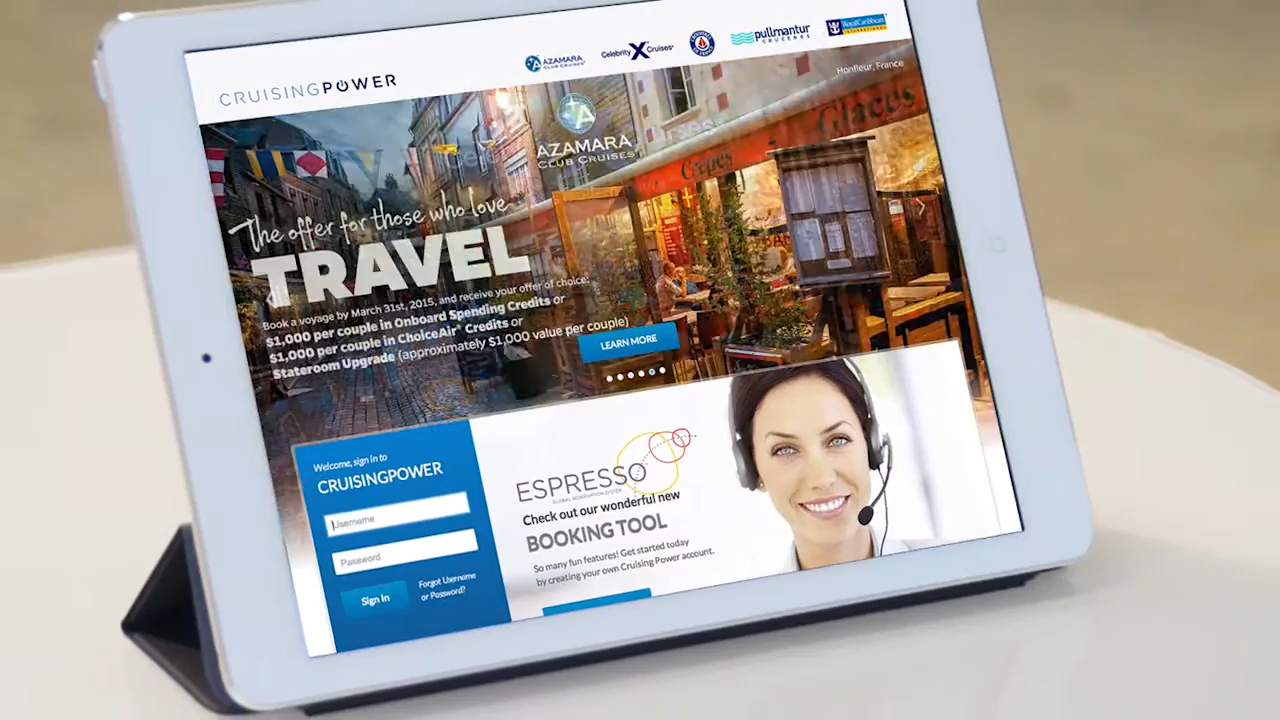 CRUISINGPOWER
AZAMARA
CLUB CRUISES
Celebrity X Cruises
pullmantur
CRUCEROS
RoyalCaribbean
INTERNATIONAL
Honfleur, France
AZAMARA
CLUB CRUISES
Glaces
Crêpes
The offer for those who love
TRAVEL
Book a voyage by March 31st, 2015, and receive your offer of choice:
$1,000 per couple in Onboard Spending Credits or
$1,000 per couple in ChoiceAir® Credits or
Stateroom Upgrade (approximately $1,000 value per couple)
LEARN MORE
Welcome, sign in to
CRUISINGPOWER
Username
Password
Sign In
Forgot Username
or Password?
ESPRESSO
GLOBAL RESERVATION SYSTEM
Check out our wonderful new
BOOKING TOOL
So many fun features! Get started today
by creating your own Cruising Power account.